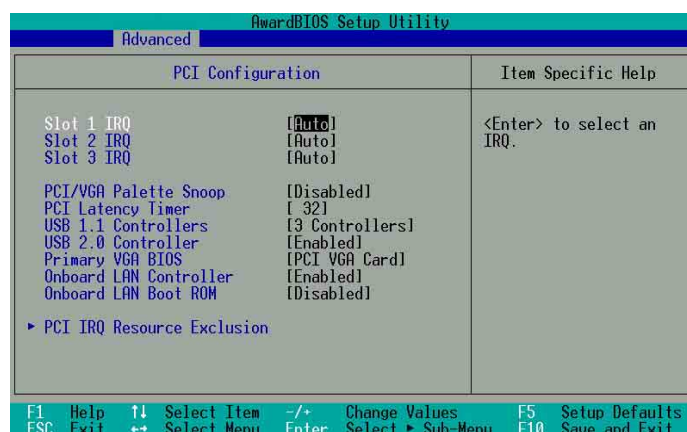 AwardBIOS Setup Utility
Advanced
PCI Configuration
Item Specific Help
Slot 1 IRQ [Auto]
Slot 2 IRQ [Auto]
Slot 3 IRQ [Auto]
<Enter> to select an
IRQ.
PCI/VGA Palette Snoop [Disabled]
PCI Latency Timer [ 32]
USB 1.1 Controllers [3 Controllers]
USB 2.0 Controller [Enabled]
Primary VGA BIOS [PCI VGA Card]
Onboard LAN Controller [Enabled]
Onboard LAN Boot ROM [Disabled]
▸ PCI IRQ Resource Exclusion
F1 Help ↑↓ Select Item -/+ Change Values F5 Setup Defaults
ESC Exit ←→ Select Menu Enter Select ▸ Sub-Menu F10 Save and Exit